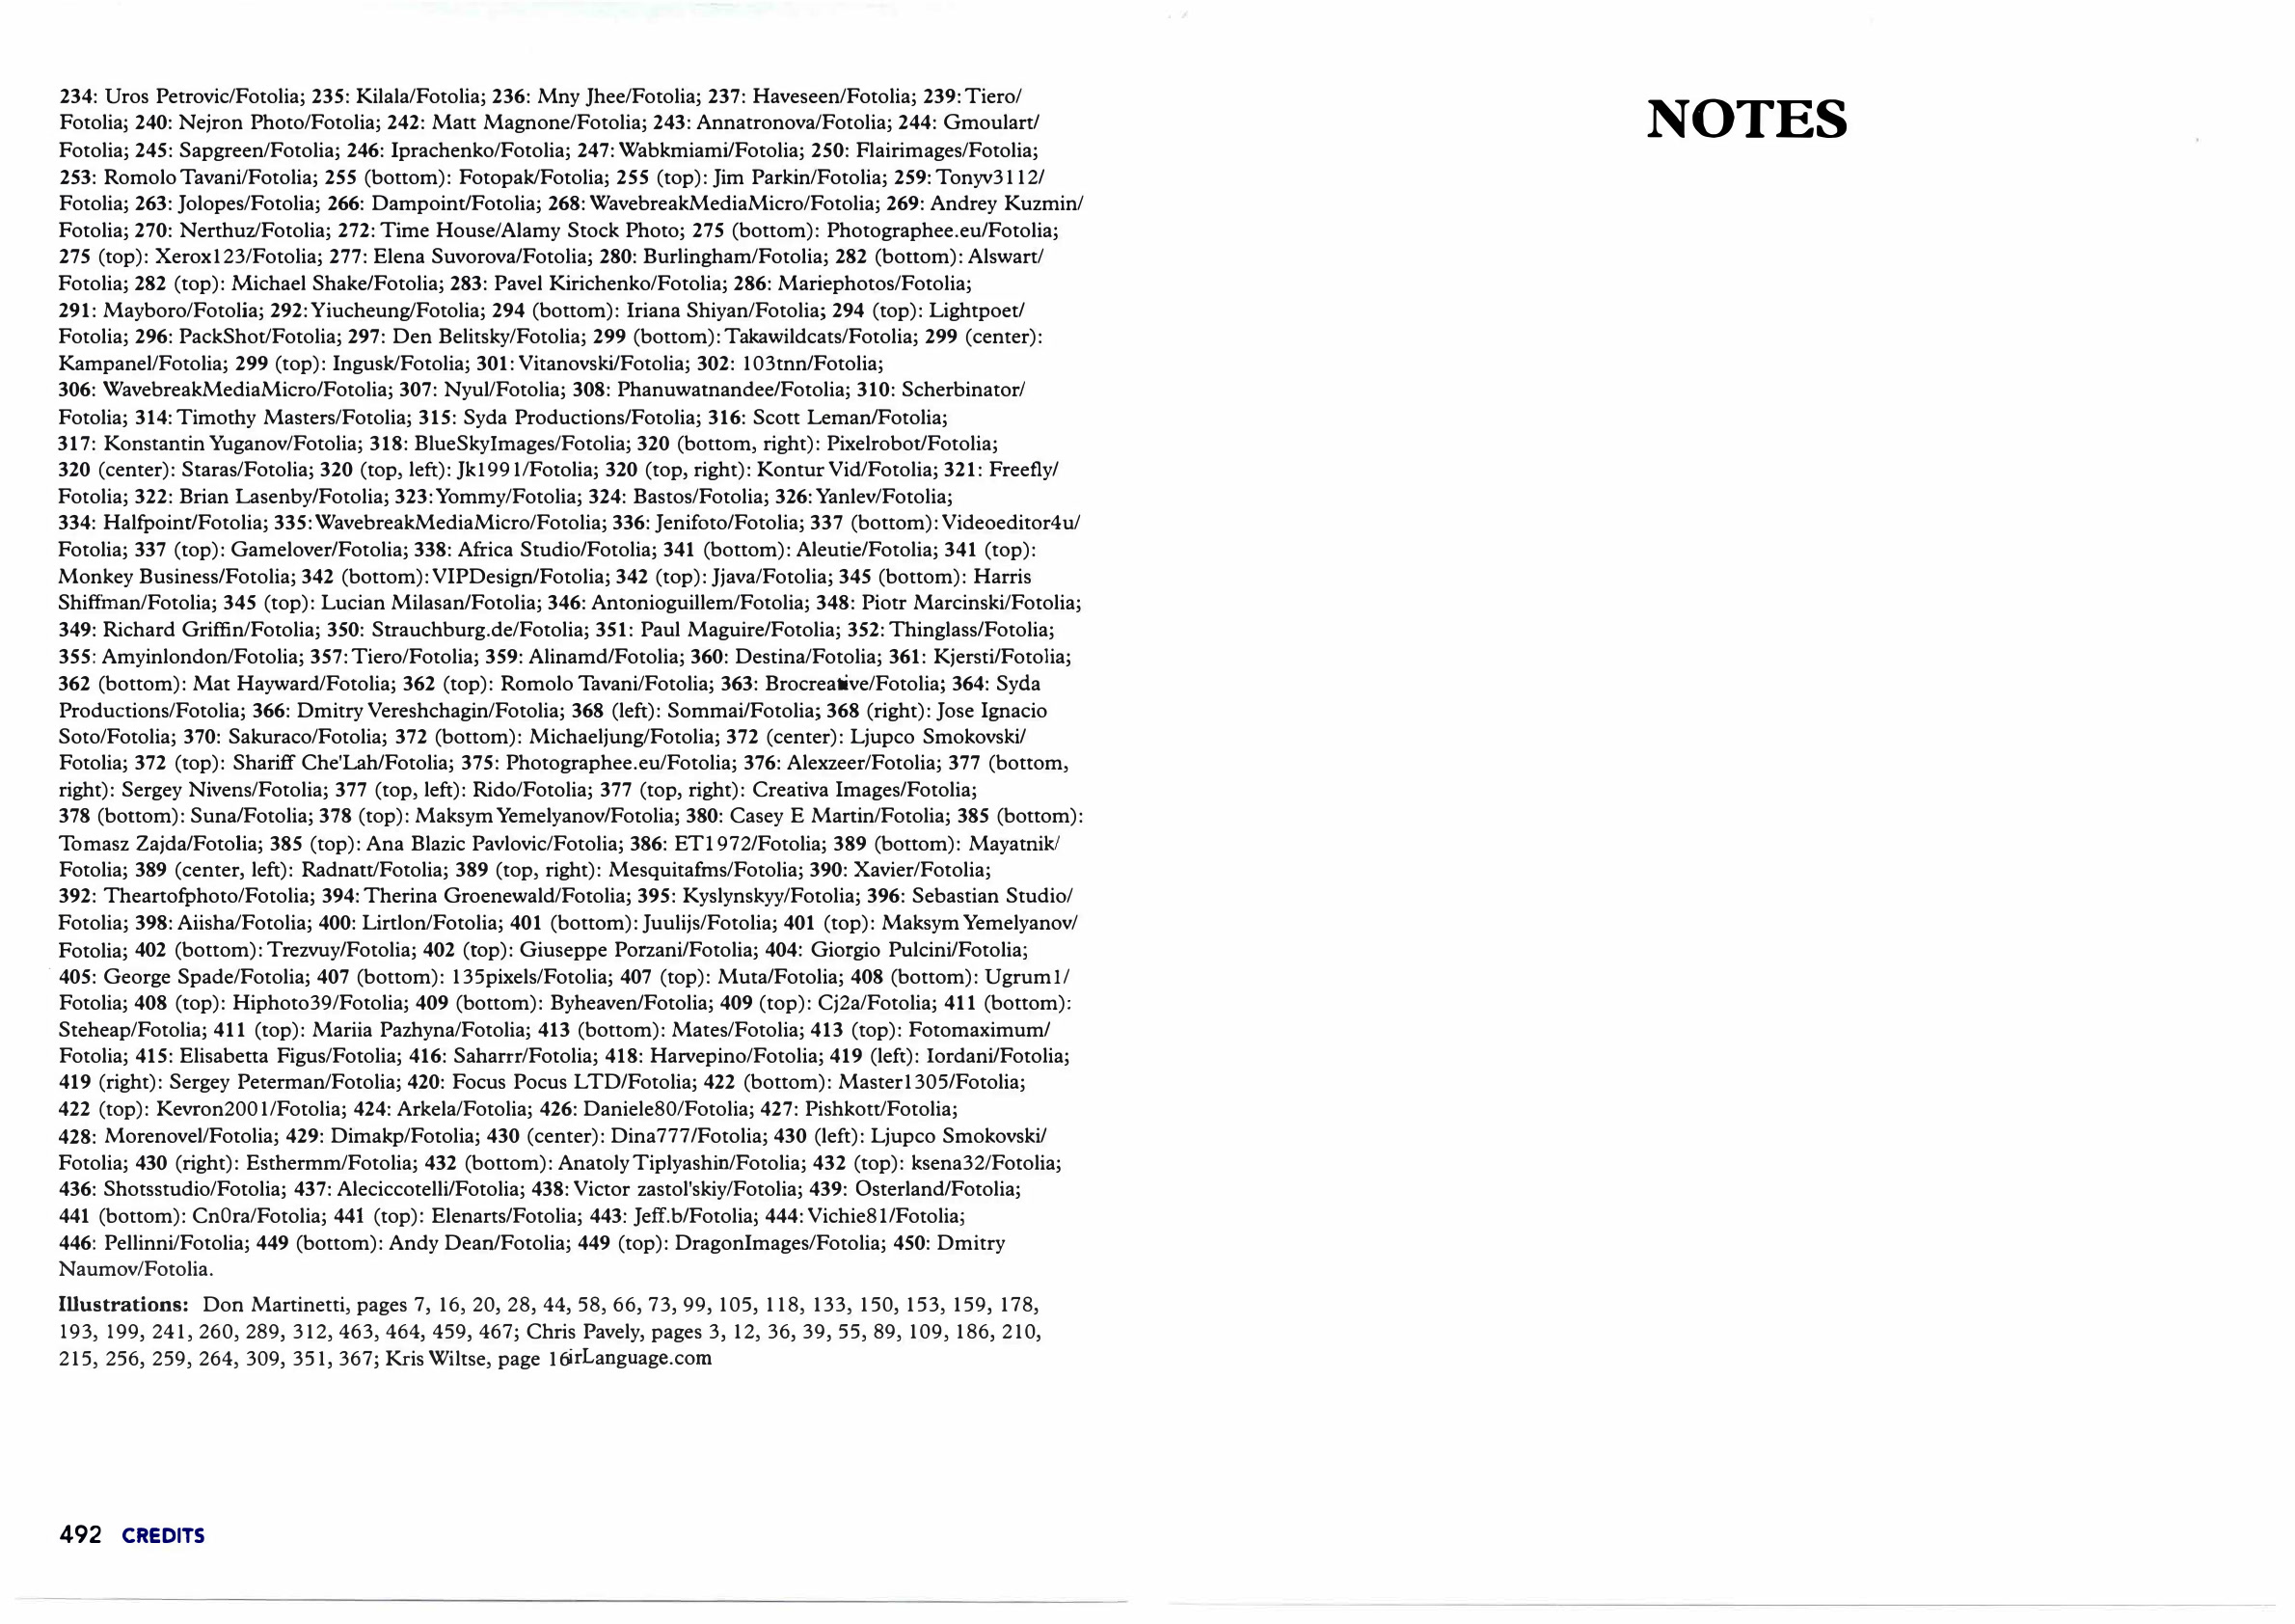 234: Uros Petrovic/Fotolia; 235: Kilala/Fotolia; 236: Mny Jhee/Fotolia; 237: Haveseen/Fotolia; 239: Tiero/
Fotolia; 240: Nejron Photo/Fotolia; 242: Matt Magnone/Fotolia; 243: Annatronova/Fotolia; 244: Gmoulart/
Fotolia; 245: Sapgreen/Fotolia; 246: Iprachenko/Fotolia; 247: Wabkmiami/Fotolia; 250: Flairimages/Fotolia;
253: Romolo Tavani/Fotolia; 255 (bottom): Fotopak/Fotolia; 255 (top): Jim Parkin/Fotolia; 259: Tonyv3112/
Fotolia; 263: Jolopes/Fotolia; 266: Dampoint/Fotolia; 268: WavebreakMediaMicro/Fotolia; 269: Andrey Kuzmin/
Fotolia; 270: Nerthuz/Fotolia; 272: Time House/Alamy Stock Photo; 275 (bottom): Photographee.eu/Fotolia;
275 (top): Xerox123/Fotolia; 277: Elena Suvorova/Fotolia; 280: Burlingham/Fotolia; 282 (bottom): Alswart/
Fotolia; 282 (top): Michael Shake/Fotolia; 283: Pavel Kirichenko/Fotolia; 286: Mariephotos/Fotolia;
291: Mayboro/Fotolia; 292: Yiucheung/Fotolia; 294 (bottom): Iriana Shiyan/Fotolia; 294 (top): Lightpoet/
Fotolia; 296: PackShot/Fotolia; 297: Den Belitsky/Fotolia; 299 (bottom): Takawildcats/Fotolia; 299 (center):
Kampanel/Fotolia; 299 (top): Ingusk/Fotolia; 301: Vitanovski/Fotolia; 302: 103tnn/Fotolia;
306: WavebreakMediaMicro/Fotolia; 307: Nyul/Fotolia; 308: Phanuwatnandee/Fotolia; 310: Scherbinator/
Fotolia; 314: Timothy Masters/Fotolia; 315: Syda Productions/Fotolia; 316: Scott Leman/Fotolia;
317: Konstantin Yuganov/Fotolia; 318: BlueSkyImages/Fotolia; 320 (bottom, right): Pixelrobot/Fotolia;
320 (center): Staras/Fotolia; 320 (top, left): Jk1991/Fotolia; 320 (top, right): Kontur Vid/Fotolia; 321: Freefly/
Fotolia; 322: Brian Lasenby/Fotolia; 323: Yommy/Fotolia; 324: Bastos/Fotolia; 326: Yanlev/Fotolia;
334: Halfpoint/Fotolia; 335: WavebreakMediaMicro/Fotolia; 336: Jenifoto/Fotolia; 337 (bottom): Videoeditor4u/
Fotolia; 337 (top): Gamelover/Fotolia; 338: Africa Studio/Fotolia; 341 (bottom): Aleutie/Fotolia; 341 (top):
Monkey Business/Fotolia; 342 (bottom): VIPDesign/Fotolia; 342 (top): Jjava/Fotolia; 345 (bottom): Harris
Shiffman/Fotolia; 345 (top): Lucian Milasan/Fotolia; 346: Antonioguillem/Fotolia; 348: Piotr Marcinski/Fotolia;
349: Richard Griffin/Fotolia; 350: Strauchburg.de/Fotolia; 351: Paul Maguire/Fotolia; 352: Thinglass/Fotolia;
355: Amyinlondon/Fotolia; 357: Tiero/Fotolia; 359: Alinamd/Fotolia; 360: Destina/Fotolia; 361: Kjersti/Fotolia;
362 (bottom): Mat Hayward/Fotolia; 362 (top): Romolo Tavani/Fotolia; 363: Brocreative/Fotolia; 364: Syda
Productions/Fotolia; 366: Dmitry Vereshchagin/Fotolia; 368 (left): Sommai/Fotolia; 368 (right): Jose Ignacio
Soto/Fotolia; 370: Sakuraco/Fotolia; 372 (bottom): Michaeljung/Fotolia; 372 (center): Ljupco Smokovski/
Fotolia; 372 (top): Shariff Che'Lah/Fotolia; 375: Photographee.eu/Fotolia; 376: Alexzeer/Fotolia; 377 (bottom,
right): Sergey Nivens/Fotolia; 377 (top, left): Rido/Fotolia; 377 (top, right): Creativa Images/Fotolia;
378 (bottom): Suna/Fotolia; 378 (top): Maksym Yemelyanov/Fotolia; 380: Casey E Martin/Fotolia; 385 (bottom):
Tomasz Zajda/Fotolia; 385 (top): Ana Blazic Pavlovic/Fotolia; 386: ET1972/Fotolia; 389 (bottom): Mayatnik/
Fotolia; 389 (center, left): Radnatt/Fotolia; 389 (top, right): Mesquitafms/Fotolia; 390: Xavier/Fotolia;
392: Theartofphoto/Fotolia; 394: Therina Groenewald/Fotolia; 395: Kyslynskyy/Fotolia; 396: Sebastian Studio/
Fotolia; 398: Aiisha/Fotolia; 400: Lirtlon/Fotolia; 401 (bottom): Juulijs/Fotolia; 401 (top): Maksym Yemelyanov/
Fotolia; 402 (bottom): Trezvuy/Fotolia; 402 (top): Giuseppe Porzani/Fotolia; 404: Giorgio Pulcini/Fotolia;
405: George Spade/Fotolia; 407 (bottom): 135pixels/Fotolia; 407 (top): Muta/Fotolia; 408 (bottom): Ugrum1/
Fotolia; 408 (top): Hiphoto39/Fotolia; 409 (bottom): Byheaven/Fotolia; 409 (top): Cj2a/Fotolia; 411 (bottom):
Steheap/Fotolia; 411 (top): Mariia Pazhyna/Fotolia; 413 (bottom): Mates/Fotolia; 413 (top): Fotomaximum/
Fotolia; 415: Elisabetta Figus/Fotolia; 416: Saharrr/Fotolia; 418: Harvepino/Fotolia; 419 (left): Iordani/Fotolia;
419 (right): Sergey Peterman/Fotolia; 420: Focus Pocus LTD/Fotolia; 422 (bottom): Master1305/Fotolia;
422 (top): Kevron2001/Fotolia; 424: Arkela/Fotolia; 426: Daniele80/Fotolia; 427: Pishkott/Fotolia;
428: Morenovel/Fotolia; 429: Dimakp/Fotolia; 430 (center): Dina777/Fotolia; 430 (left): Ljupco Smokovski/
Fotolia; 430 (right): Esthermm/Fotolia; 432 (bottom): Anatoly Tiplyashin/Fotolia; 432 (top): ksena32/Fotolia;
436: Shotsstudio/Fotolia; 437: Aleciccotelli/Fotolia; 438: Victor zastol'skiy/Fotolia; 439: Osterland/Fotolia;
441 (bottom): Cn0ra/Fotolia; 441 (top): Elenarts/Fotolia; 443: Jeff.b/Fotolia; 444: Vichie81/Fotolia;
446: Pellinni/Fotolia; 449 (bottom): Andy Dean/Fotolia; 449 (top): DragonImages/Fotolia; 450: Dmitry
Naumov/Fotolia.
Illustrations: Don Martinetti, pages 7, 16, 20, 28, 44, 58, 66, 73, 99, 105, 118, 133, 150, 153, 159, 178,
193, 199, 241, 260, 289, 312, 463, 464, 459, 467; Chris Pavely, pages 3, 12, 36, 39, 55, 89, 109, 186, 210,
215, 256, 259, 264, 309, 351, 367; Kris Wiltse, page irLanguage.com
492 CREDITS
NOTES